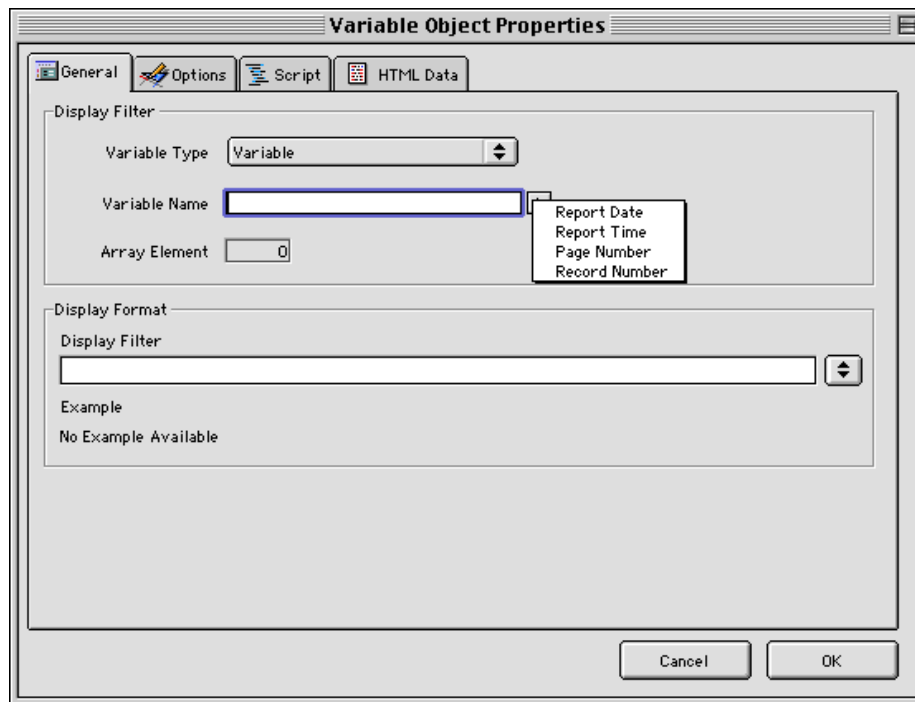 Variable Object Properties
General Options Script HTML Data
Display Filter
Variable Type Variable
Variable Name
Report Date
Report Time
Page Number
Record Number
Array Element 0
Display Format
Display Filter
Example
No Example Available
Cancel OK